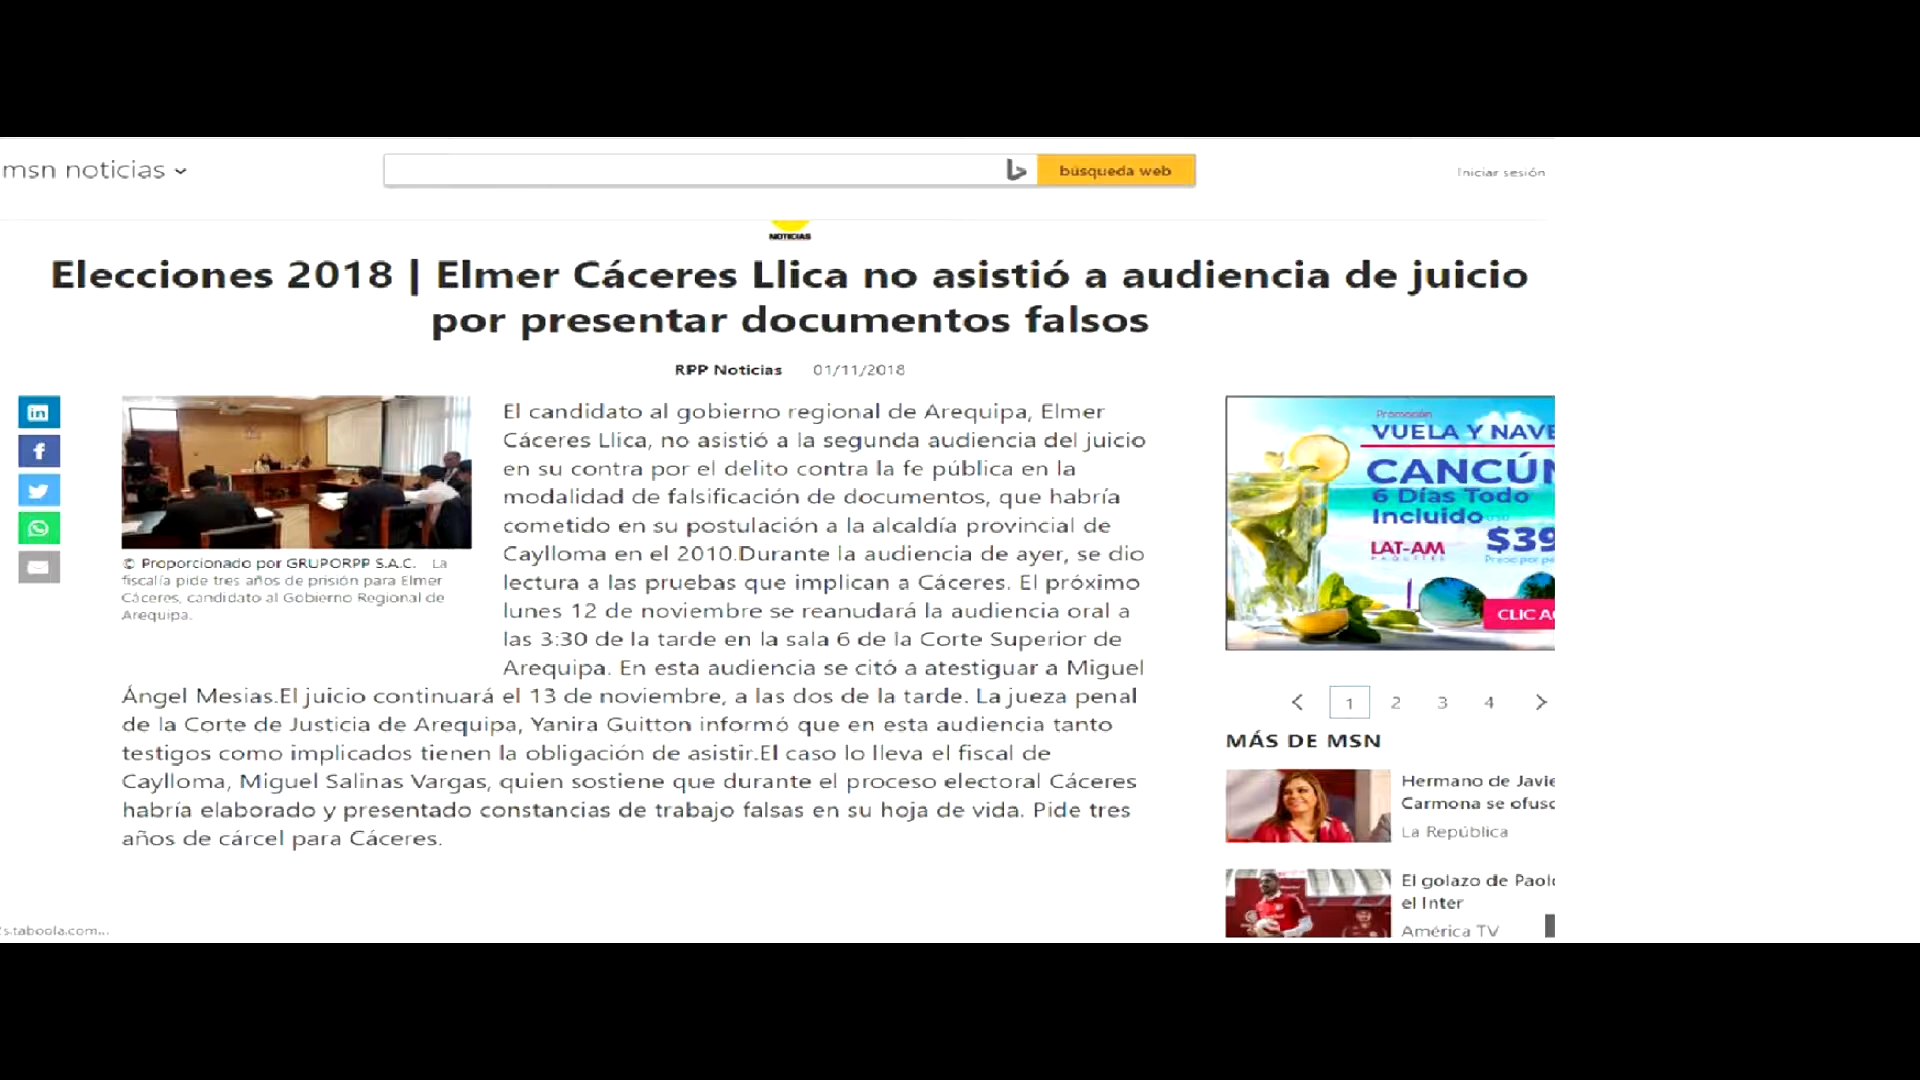 msn noticias
búsqueda web
Iniciar sesión
NOTICIAS
Elecciones 2018 | Elmer Cáceres Llica no asistió a audiencia de juicio
por presentar documentos falsos
RPP Noticias 01/11/2018
© Proporcionado por GRUPORPP S.A.C. La
fiscalía pide tres años de prisión para Elmer
Cáceres, candidato al Gobierno Regional de
Arequipa.
El candidato al gobierno regional de Arequipa, Elmer
Cáceres Llica, no asistió a la segunda audiencia del juicio
en su contra por el delito contra la fe pública en la
modalidad de falsificación de documentos, que habría
cometido en su postulación a la alcaldía provincial de
Caylloma en el 2010.Durante la audiencia de ayer, se dio
lectura a las pruebas que implican a Cáceres. El próximo
lunes 12 de noviembre se reanudará la audiencia oral a
las 3:30 de la tarde en la sala 6 de la Corte Superior de
Arequipa. En esta audiencia se citó a atestiguar a Miguel
Ángel Mesias.El juicio continuará el 13 de noviembre, a las dos de la tarde. La jueza penal
de la Corte de Justicia de Arequipa, Yanira Guitton informó que en esta audiencia tanto
testigos como implicados tienen la obligación de asistir.El caso lo lleva el fiscal de
Caylloma, Miguel Salinas Vargas, quien sostiene que durante el proceso electoral Cáceres
habría elaborado y presentado constancias de trabajo falsas en su hoja de vida. Pide tres
años de cárcel para Cáceres.
Promoción
VUELA Y NAVE
CANCÚN
6 Días Todo
Incluido
$39
LAT-AM
PAQUETES
Precio por pe
CLIC A
1 2 3 4
MÁS DE MSN
Hermano de Javie
Carmona se ofusc
La República
El golazo de Paol
el Inter
América TV
s.taboola.com...